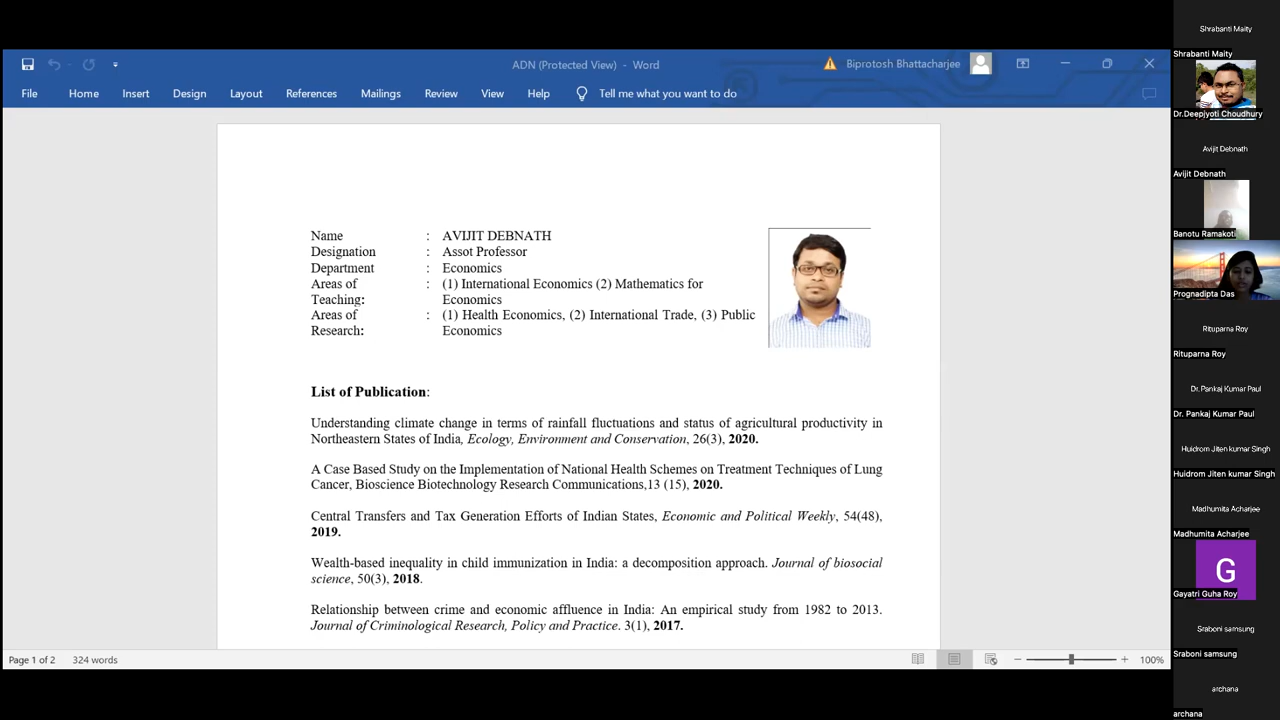 ADN (Protected View) - Word
Biprotosh Bhattacharjee
File Home Insert Design Layout References Mailings Review View Help Tell me what you want to do
Name : AVIJIT DEBNATH
Designation : Assot Professor
Department : Economics
Areas of Teaching: : (1) International Economics (2) Mathematics for
Economics
Areas of Research: : (1) Health Economics, (2) International Trade, (3) Public
Economics
List of Publication:
Understanding climate change in terms of rainfall fluctuations and status of agricultural productivity in
Northeastern States of India, Ecology, Environment and Conservation, 26(3), 2020.
A Case Based Study on the Implementation of National Health Schemes on Treatment Techniques of Lung
Cancer, Bioscience Biotechnology Research Communications,13 (15), 2020.
Central Transfers and Tax Generation Efforts of Indian States, Economic and Political Weekly, 54(48),
2019.
Wealth-based inequality in child immunization in India: a decomposition approach. Journal of biosocial
science, 50(3), 2018.
Relationship between crime and economic affluence in India: An empirical study from 1982 to 2013.
Journal of Criminological Research, Policy and Practice. 3(1), 2017.
Page 1 of 2 324 words
100%
Shrabanti Maity
Shrabanti Maity
Dr.Deepjyoti Choudhury
Avijit Debnath
Avijit Debnath
Banotu Ramakoti
Prognadipta Das
Rituparna Roy
Rituparna Roy
Dr. Pankaj Kumar Paul
Dr. Pankaj Kumar Paul
Huidrom Jiten kumar Singh
Huidrom Jiten kumar Singh
Madhumita Acharjee
Madhumita Acharjee
G
Gayatri Guha Roy
Sraboni samsung
Sraboni samsung
archana
archana